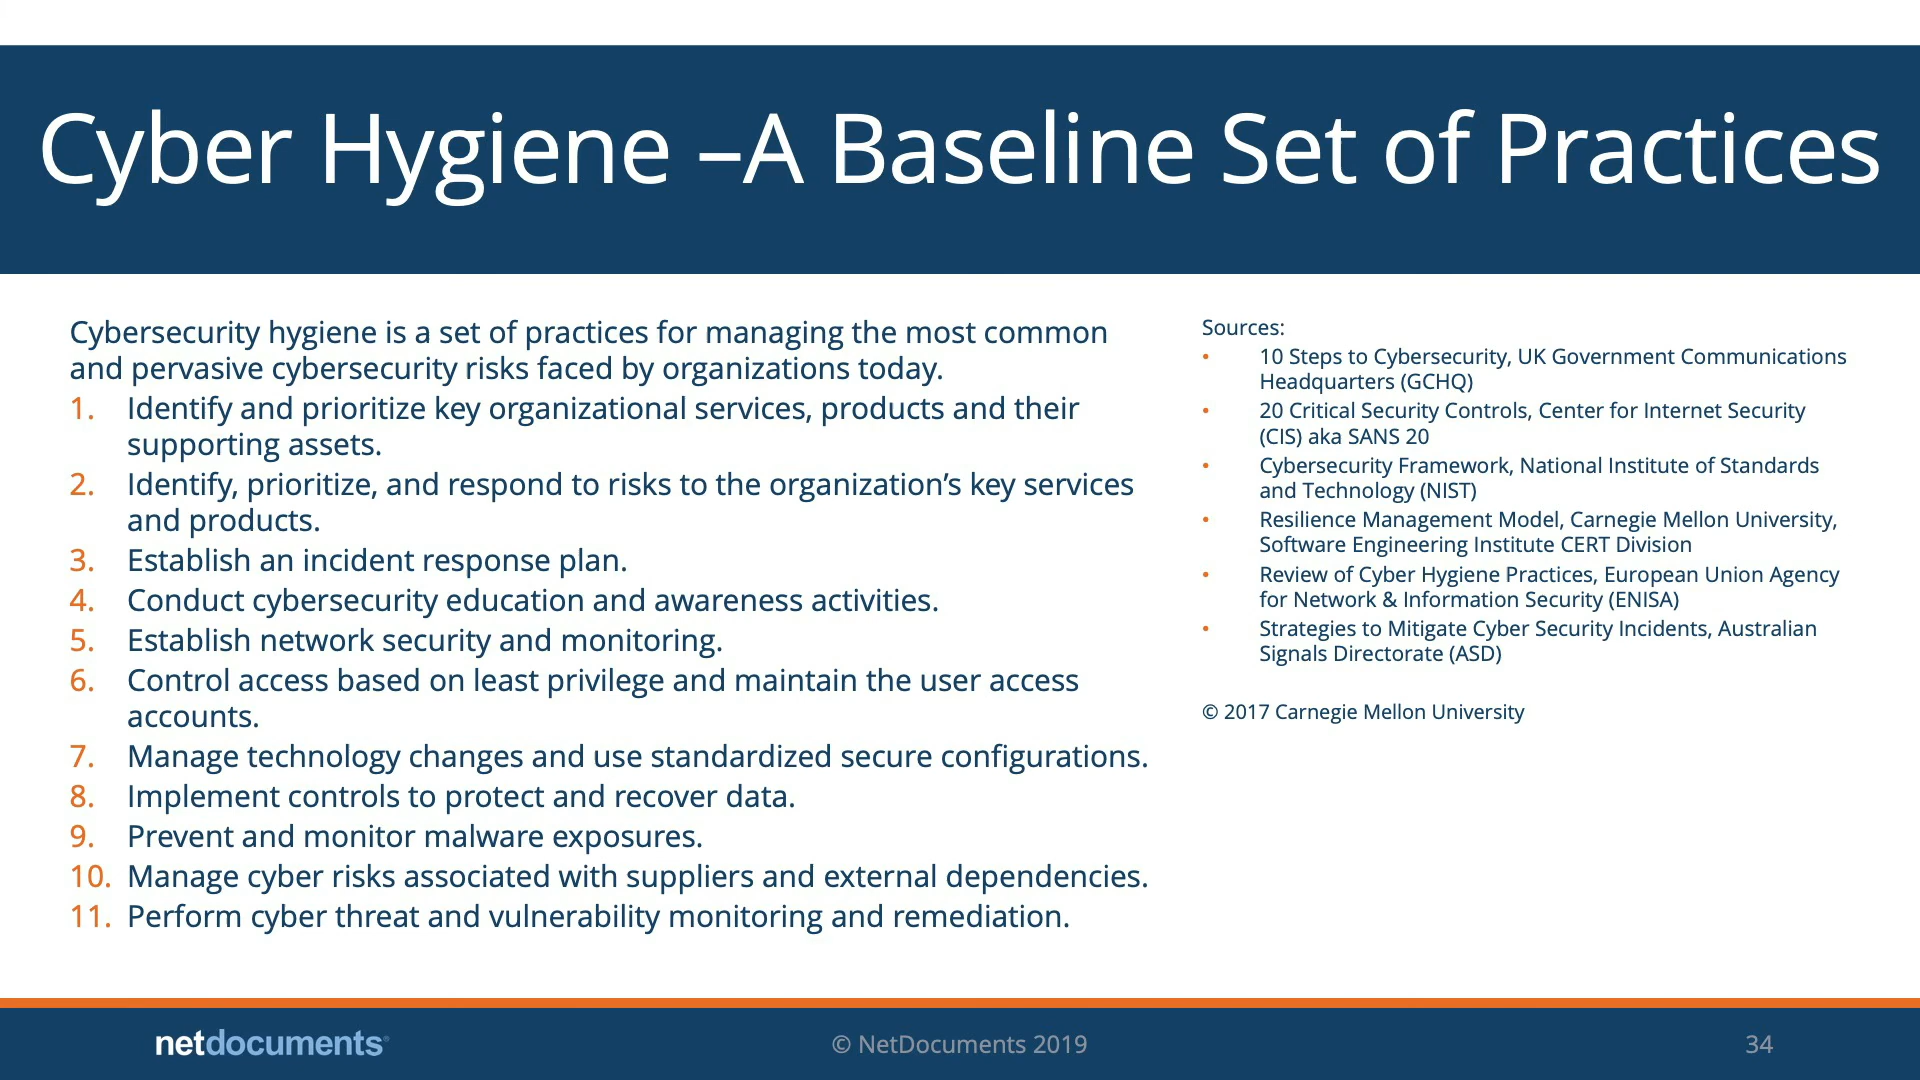 Cyber Hygiene –A Baseline Set of Practices
Cybersecurity hygiene is a set of practices for managing the most common
and pervasive cybersecurity risks faced by organizations today.
1. Identify and prioritize key organizational services, products and their
supporting assets.
2. Identify, prioritize, and respond to risks to the organization’s key services
and products.
3. Establish an incident response plan.
4. Conduct cybersecurity education and awareness activities.
5. Establish network security and monitoring.
6. Control access based on least privilege and maintain the user access
accounts.
7. Manage technology changes and use standardized secure configurations.
8. Implement controls to protect and recover data.
9. Prevent and monitor malware exposures.
10. Manage cyber risks associated with suppliers and external dependencies.
11. Perform cyber threat and vulnerability monitoring and remediation.
Sources:
• 10 Steps to Cybersecurity, UK Government Communications
Headquarters (GCHQ)
• 20 Critical Security Controls, Center for Internet Security
(CIS) aka SANS 20
• Cybersecurity Framework, National Institute of Standards
and Technology (NIST)
• Resilience Management Model, Carnegie Mellon University,
Software Engineering Institute CERT Division
• Review of Cyber Hygiene Practices, European Union Agency
for Network & Information Security (ENISA)
• Strategies to Mitigate Cyber Security Incidents, Australian
Signals Directorate (ASD)
© 2017 Carnegie Mellon University
netdocuments®
© NetDocuments 2019
34